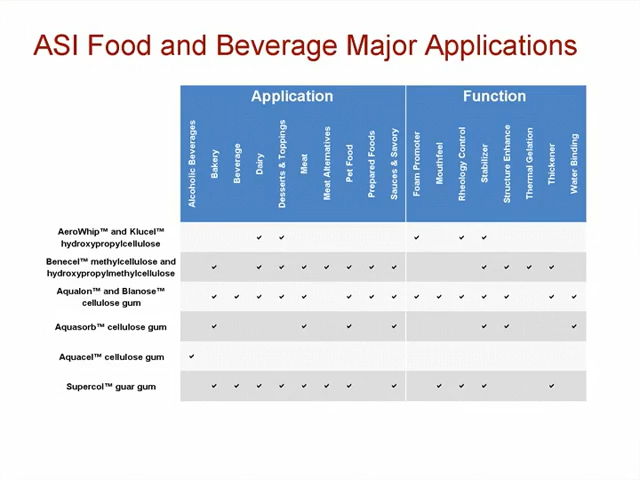 ASI Food and Beverage Major Applications
Application
Function
Alcoholic Beverages
Bakery
Beverage
Dairy
Desserts & Toppings
Meat
Meat Alternatives
Pet Food
Prepared Foods
Sauces & Savory
Foam Promoter
Mouthfeel
Rheology Control
Stabilizer
Structure Enhance
Thermal Gelation
Thickener
Water Binding
AeroWhip™ and Klucel™
hydroxypropylcellulose
✓ ✓ ✓ ✓ ✓
Benecel™ methylcellulose and
hydroxypropylmethylcellulose
✓ ✓ ✓ ✓ ✓ ✓ ✓ ✓ ✓ ✓ ✓ ✓
Aqualon™ and Blanose™
cellulose gum
✓ ✓ ✓ ✓ ✓ ✓ ✓ ✓ ✓ ✓ ✓ ✓ ✓ ✓ ✓
Aquasorb™ cellulose gum
✓ ✓ ✓ ✓ ✓ ✓ ✓
Aquacel™ cellulose gum
✓
Supercol™ guar gum
✓ ✓ ✓ ✓ ✓ ✓ ✓ ✓ ✓ ✓ ✓ ✓